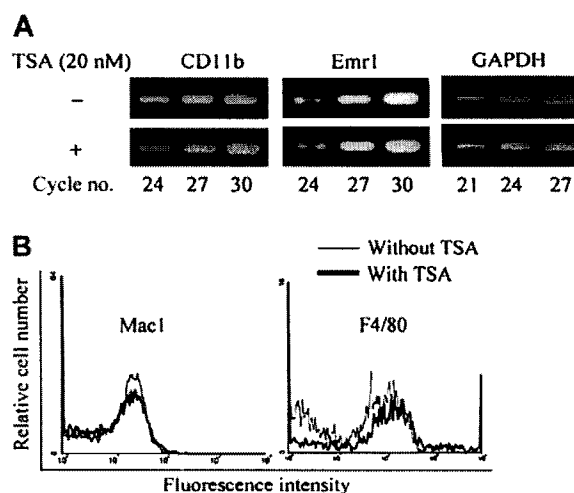 A
TSA (20 nM) CD11b Emr1 GAPDH
−
+
Cycle no. 24 27 30 24 27 30 21 24 27
B
Without TSA
With TSA
Mac1 F4/80
Relative cell number
Fluorescence intensity